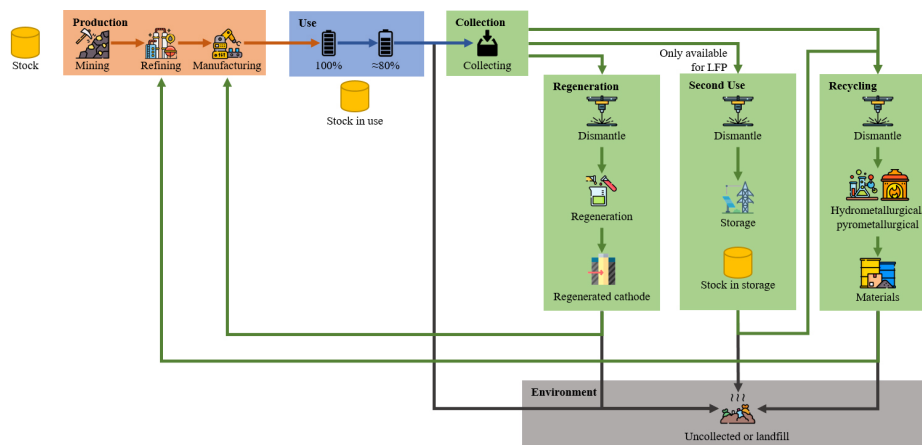 Production
Use
Collection
Stock
Mining
Refining
Manufacturing
100%
≈80%
Collecting
Stock in use
Only available
for LFP
Regeneration
Dismantle
Regeneration
Regenerated cathode
Second Use
Dismantle
Storage
Stock in storage
Recycling
Dismantle
Hydrometallurgical
pyrometallurgical
Materials
Environment
Uncollected or landfill